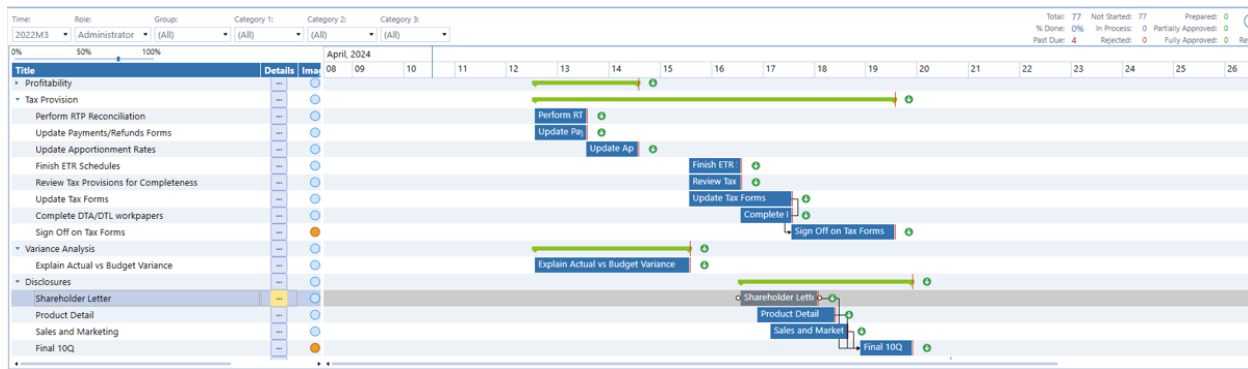 Time: Role: Group: Category 1: Category 2: Category 3:
2022M3 Administrator (All) (All) (All) (All)
Total: 77 Not Started: 77 Prepared: 0
% Done: 0% In Process: 0 Partially Approved: 0
Past Due: 4 Rejected: 0 Fully Approved: 0 Re
0% 50% 100%
April, 2024
Title Details Imag 08 09 10 11 12 13 14 15 16 17 18 19 20 21 22 23 24 25 26
Profitability ...
Tax Provision ...
Perform RTP Reconciliation ... Perform RT
Update Payments/Refunds Forms ... Update Pay
Update Apportionment Rates ... Update Ap
Finish ETR Schedules ... Finish ETR
Review Tax Provisions for Completeness ... Review Tax
Update Tax Forms ... Update Tax Forms
Complete DTA/DTL workpapers ... Complete
Sign Off on Tax Forms ... Sign Off on Tax Forms
Variance Analysis ...
Explain Actual vs Budget Variance ... Explain Actual vs Budget Variance
Disclosures ...
Shareholder Letter ... Shareholder Lett
Product Detail ... Product Detail
Sales and Marketing ... Sales and Market
Final 10Q ... Final 10Q